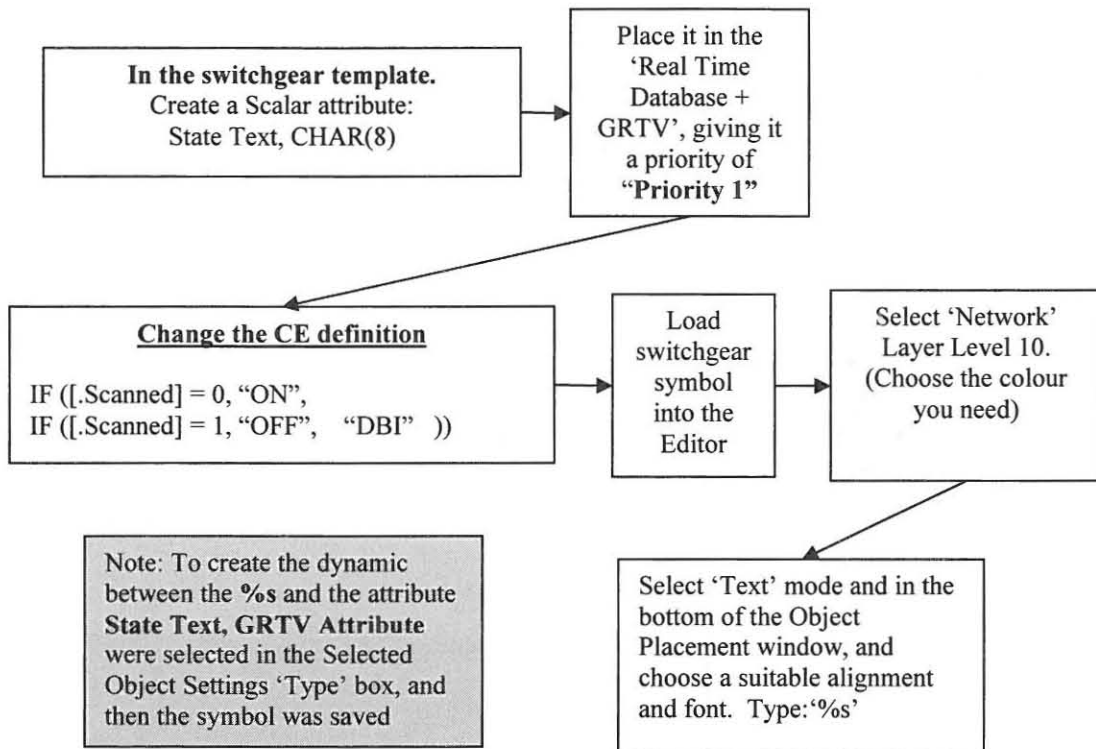 In the switchgear template.
Create a Scalar attribute:
State Text, CHAR(8)
Place it in the
‘Real Time
Database +
GRTV’, giving it
a priority of
“Priority 1”
Change the CE definition
IF ([.Scanned] = 0, “ON”,
IF ([.Scanned] = 1, “OFF”, “DBI” ))
Load
switchgear
symbol
into the
Editor
Select ‘Network’
Layer Level 10.
(Choose the colour
you need)
Note: To create the dynamic
between the %s and the attribute
State Text, GRTV Attribute
were selected in the Selected
Object Settings ‘Type’ box, and
then the symbol was saved
Select ‘Text’ mode and in the
bottom of the Object
Placement window, and
choose a suitable alignment
and font. Type:‘%s’